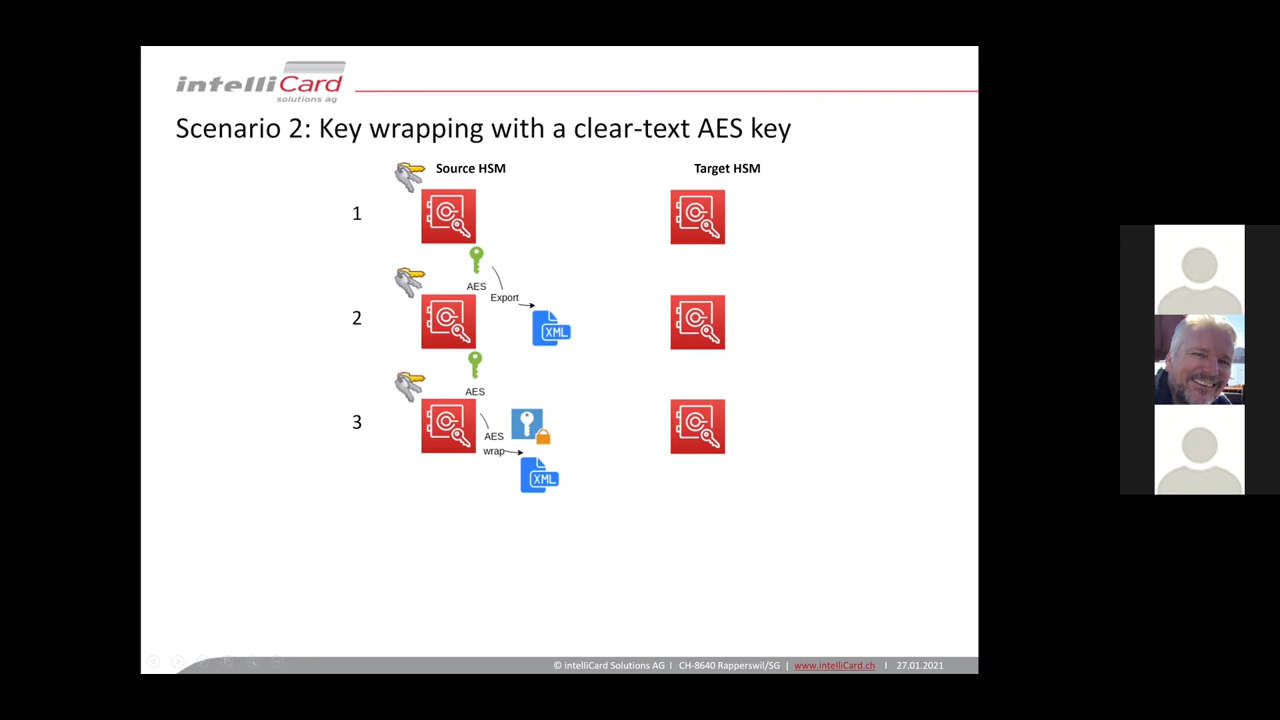 intelliCard
solutions ag
Scenario 2: Key wrapping with a clear-text AES key
Source HSM
Target HSM
1
AES
Export
2
XML
AES
3
AES
wrap
XML
© intelliCard Solutions AG I CH-8640 Rapperswil/SG | www.intelliCard.ch I 27.01.2021